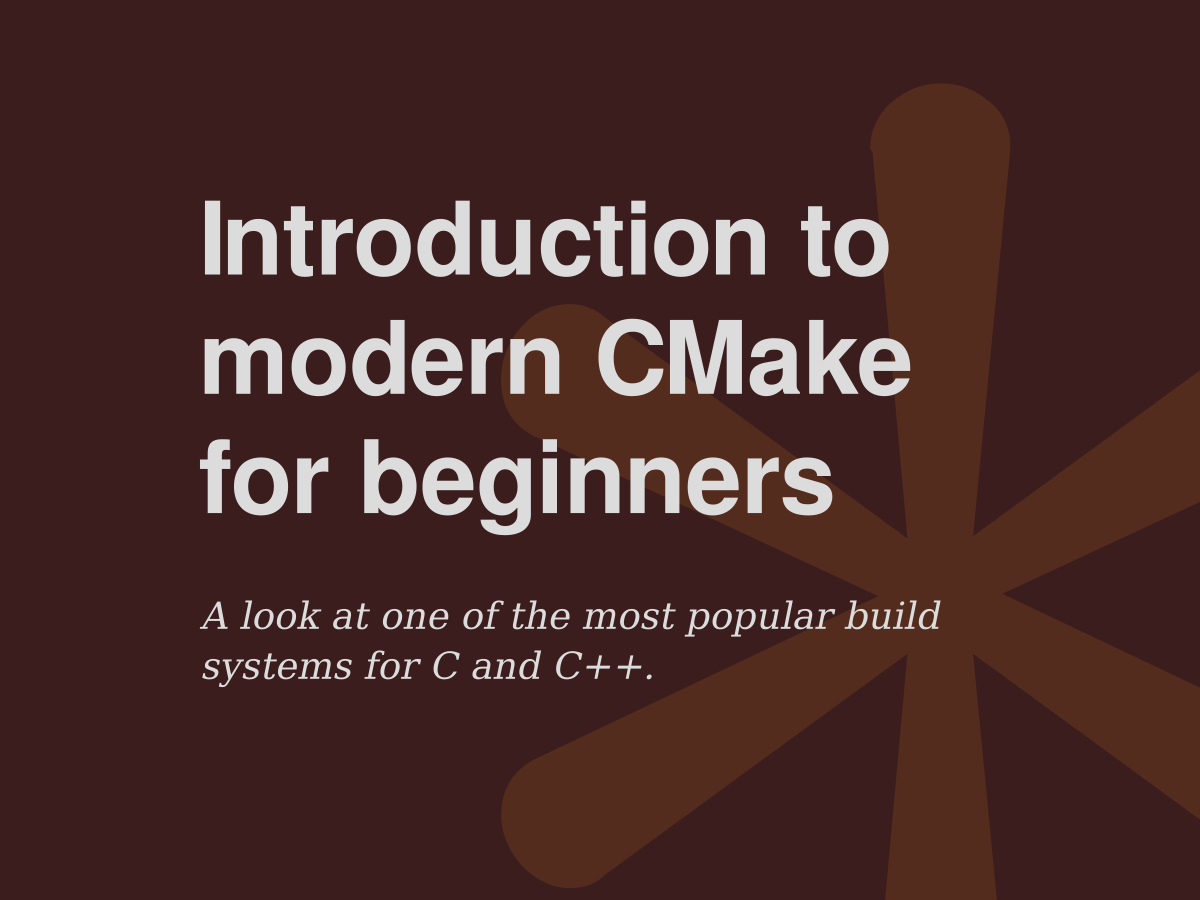 Introduction to
modern CMake
for beginners
A look at one of the most popular build
systems for C and C++.